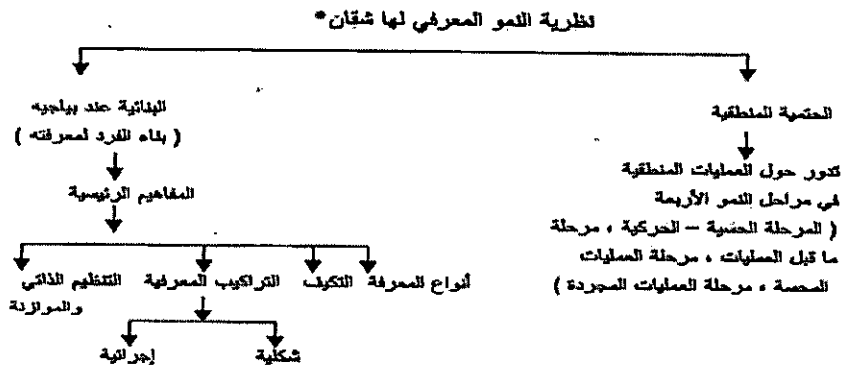 نظرية النمو المعرفي لها شقان*
الحتمية المنطقية
تدور حول العمليات المنطقية
في مراحل النمو الأربعة
( المرحلة الحسية – الحركية ، مرحلة
ما قبل العمليات ، مرحلة العمليات
المحسة ، مرحلة العمليات المجردة )
البنائية عند بياجيه
( بناء الفرد لمعرفته )
المفاهيم الرئيسية
أنواع المعرفة التكيف التراكيب المعرفية التنظيم الذاتي
والموازنة
شكلية إجرائية